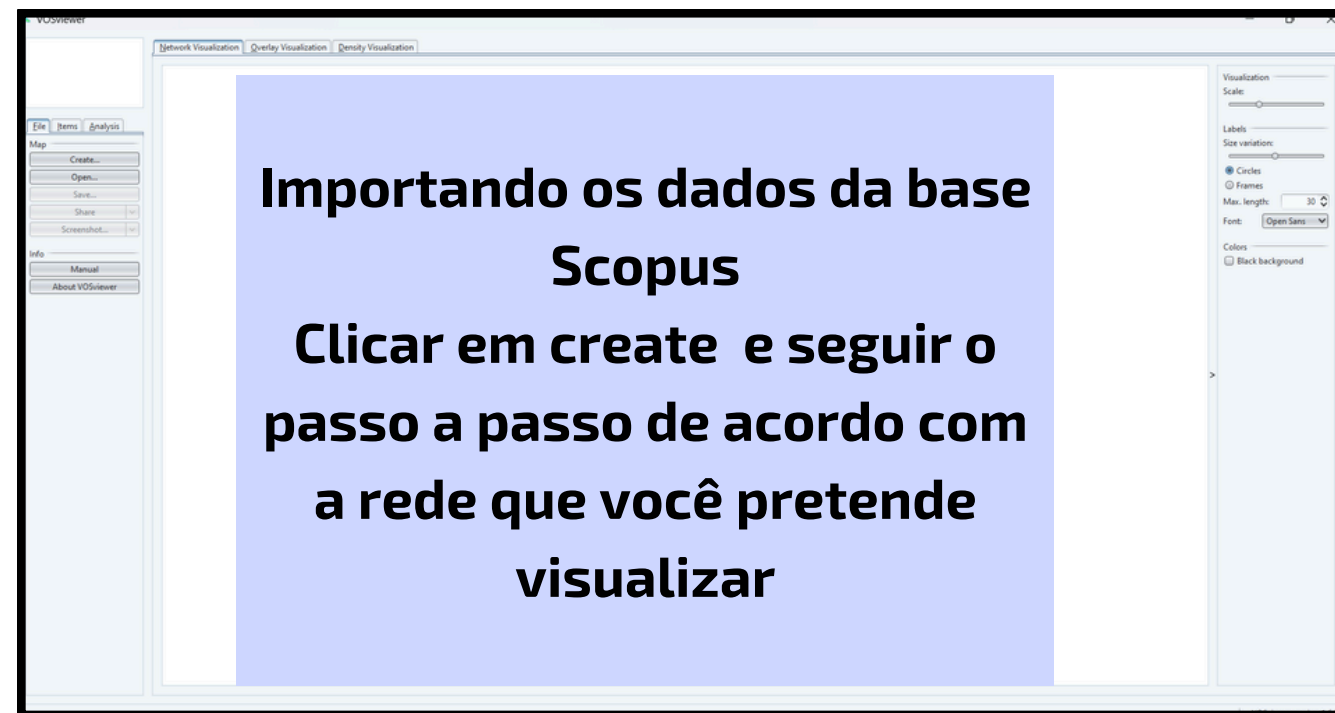 VOSviewer
Network Visualization Overlay Visualization Density Visualization
File Items Analysis
Map
Create...
Open...
Save...
Share
Screenshot...
Info
Manual
About VOSviewer
Importando os dados da base
Scopus
Clicar em create e seguir o
passo a passo de acordo com
a rede que você pretende
visualizar
Visualization
Scale:
Labels
Size variation:
Circles
Frames
Max. length: 30
Font: Open Sans
Colors
Black background